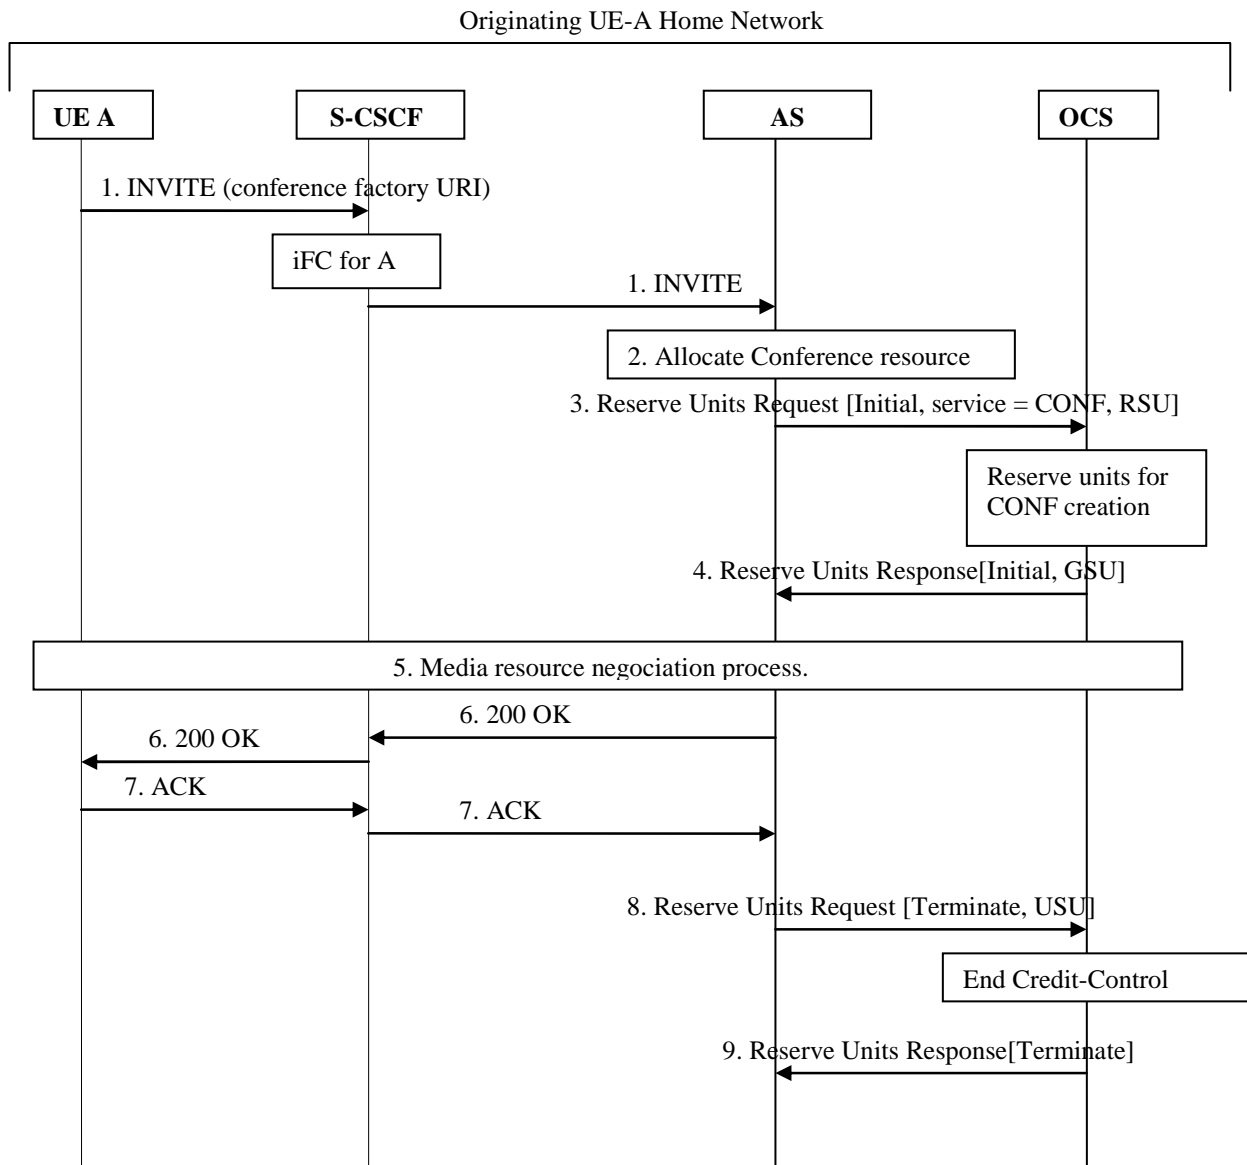 Originating UE-A Home Network
UE A
S-CSCF
AS
OCS
1. INVITE (conference factory URI)
iFC for A
1. INVITE
2. Allocate Conference resource
3. Reserve Units Request [Initial, service = CONF, RSU]
Reserve units for
CONF creation
4. Reserve Units Response[Initial, GSU]
5. Media resource negociation process.
6. 200 OK
6. 200 OK
7. ACK
7. ACK
8. Reserve Units Request [Terminate, USU]
End Credit-Control
9. Reserve Units Response[Terminate]